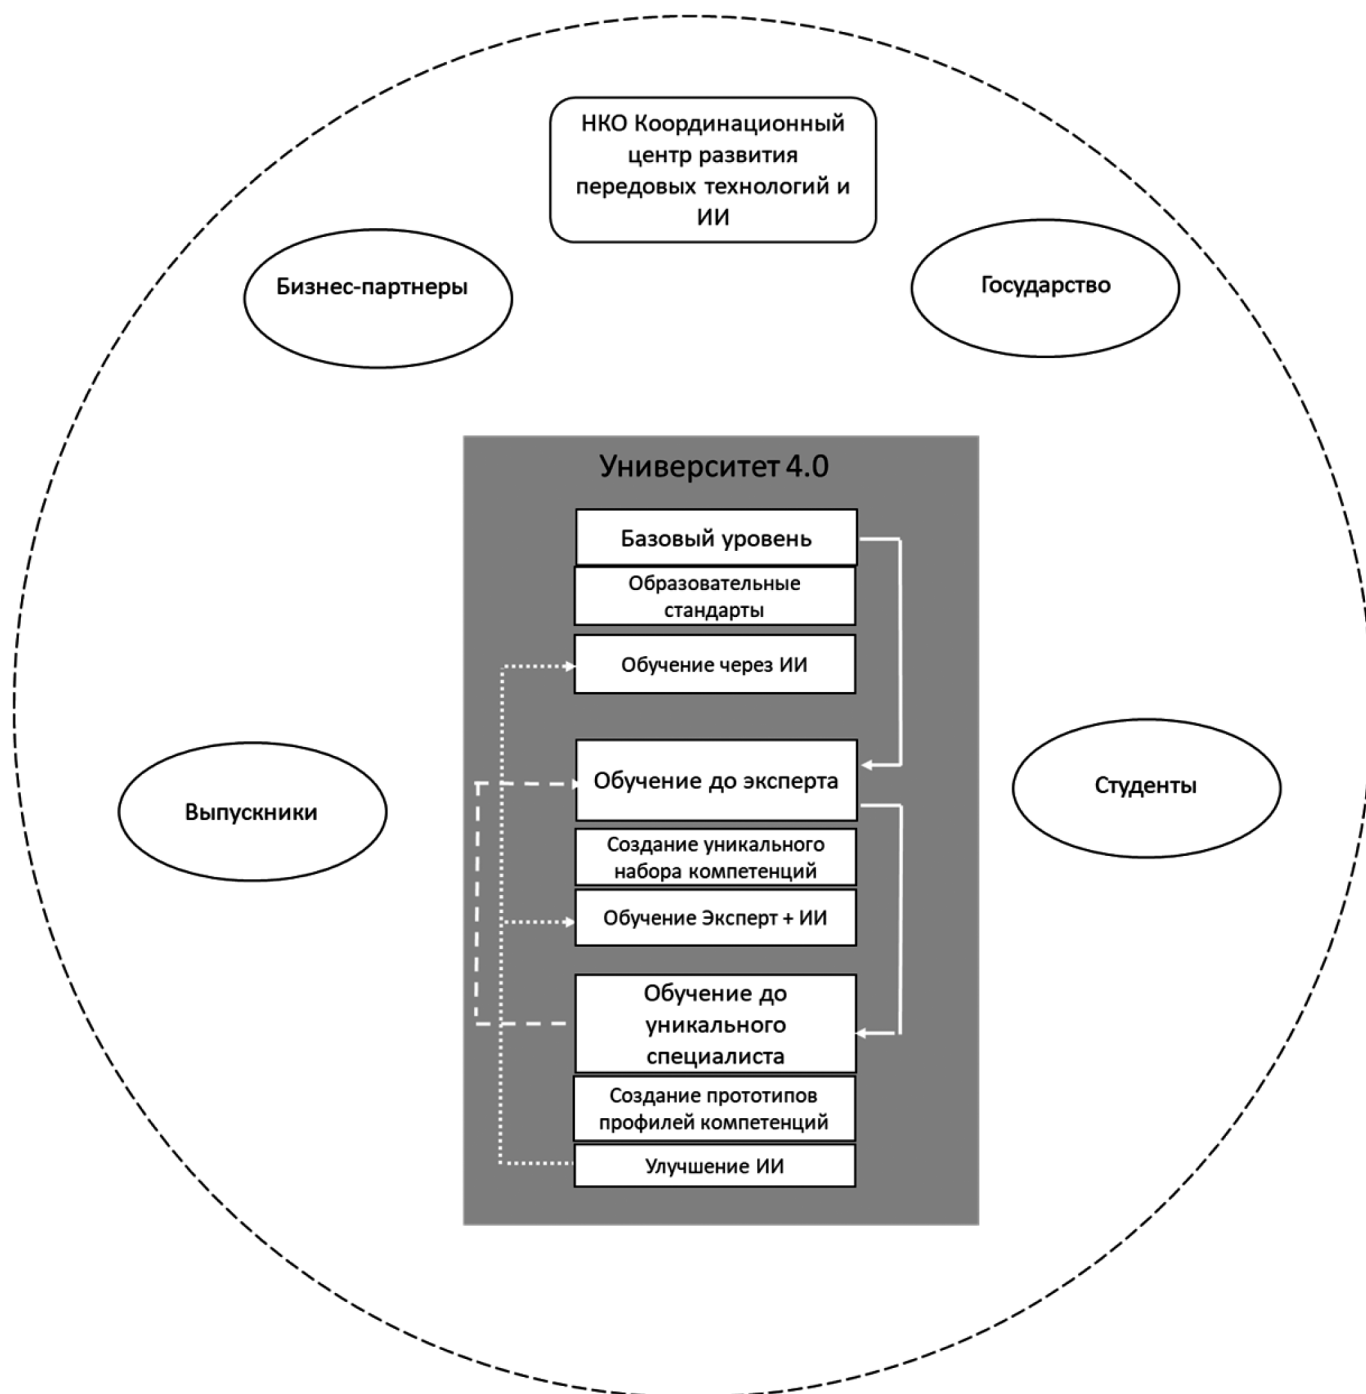 НКО Координационный
центр развития
передовых технологий и
ИИ
Бизнес-партнеры
Государство
Университет 4.0
Базовый уровень
Образовательные
стандарты
Обучение через ИИ
Обучение до эксперта
Создание уникального
набора компетенций
Обучение Эксперт + ИИ
Обучение до
уникального
специалиста
Создание прототипов
профилей компетенций
Улучшение ИИ
Выпускники
Студенты